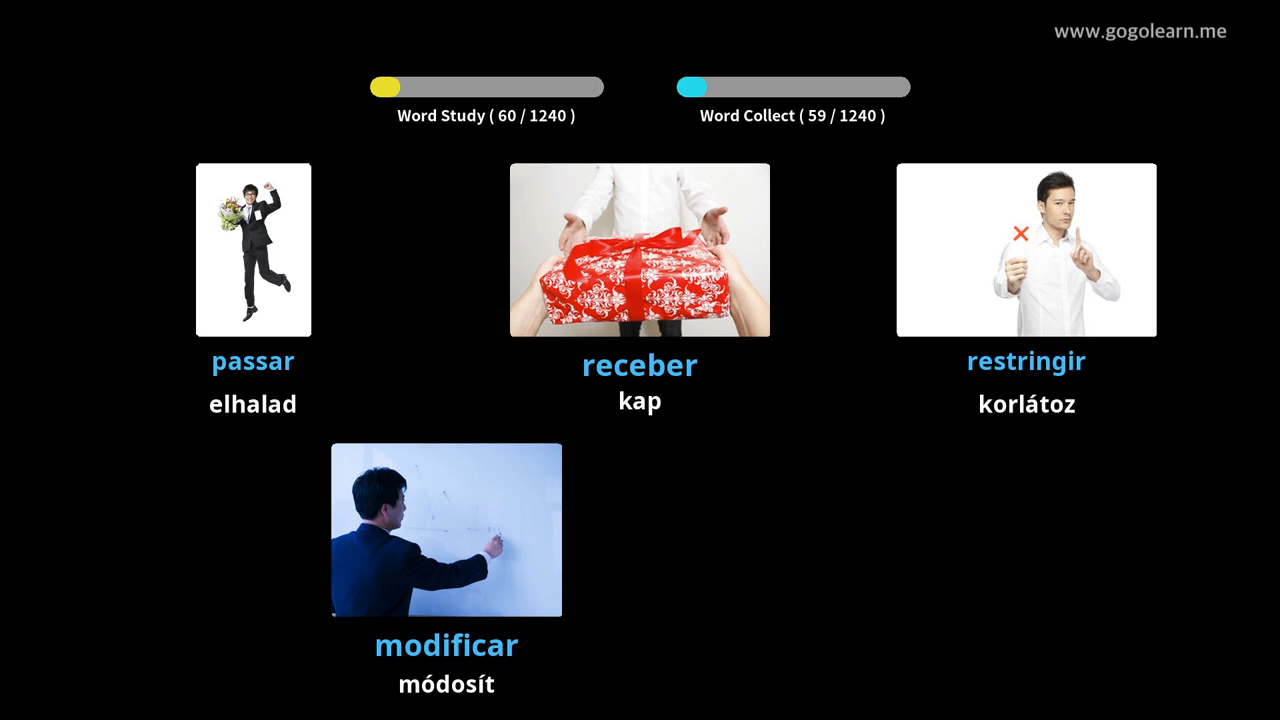 www.gogolearn.me
Word Study ( 60 / 1240 )
Word Collect ( 59 / 1240 )
passar
elhalad
receber
kap
restringir
korlátoz
modificar
módosít